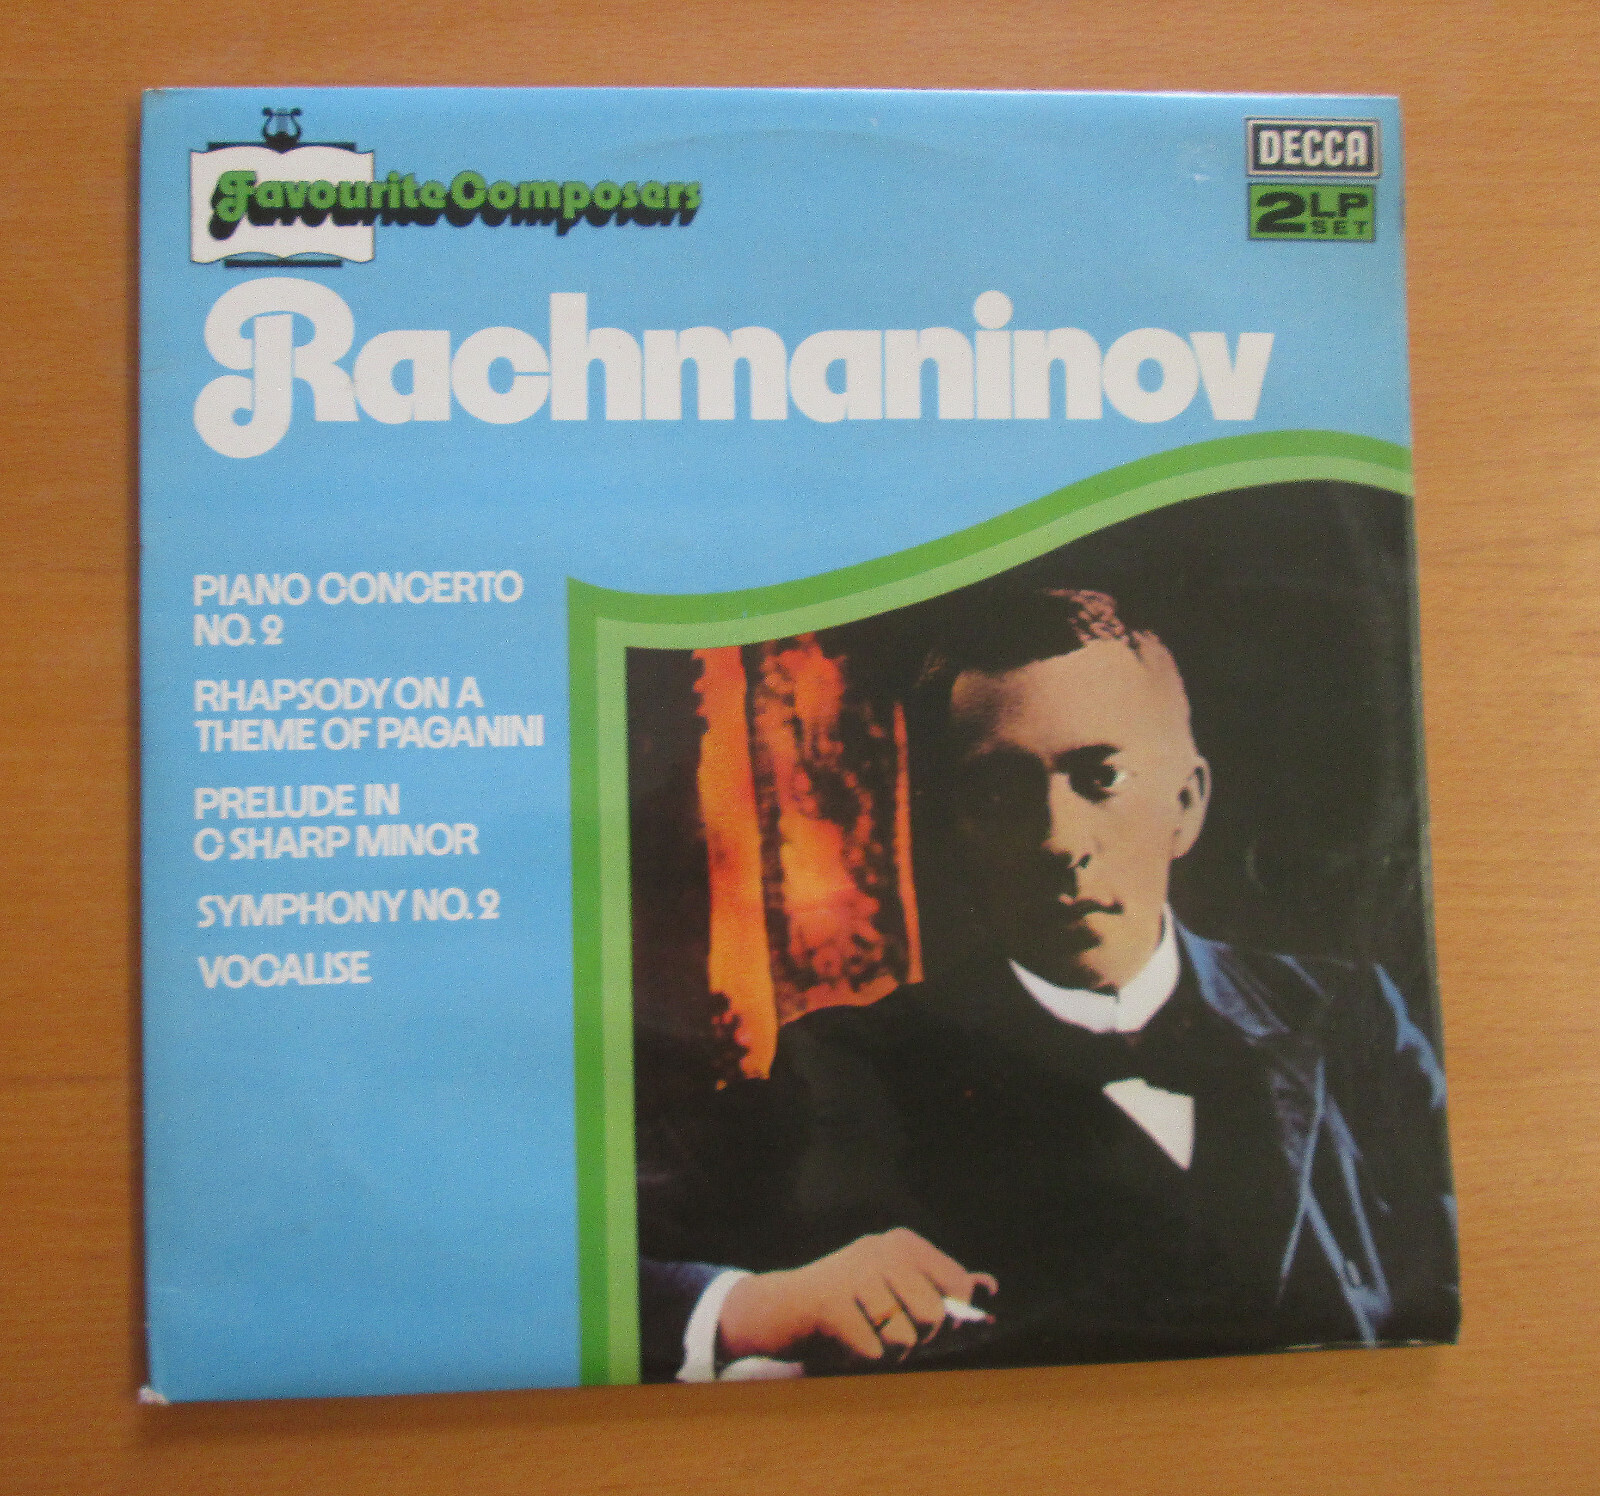 Favourite Composers
DECCA
2 LP
SET
Rachmaninov
PIANO CONCERTO
NO. 2
RHAPSODY ON A
THEME OF PAGANINI
PRELUDE IN
C SHARP MINOR
SYMPHONY NO. 2
VOCALISE